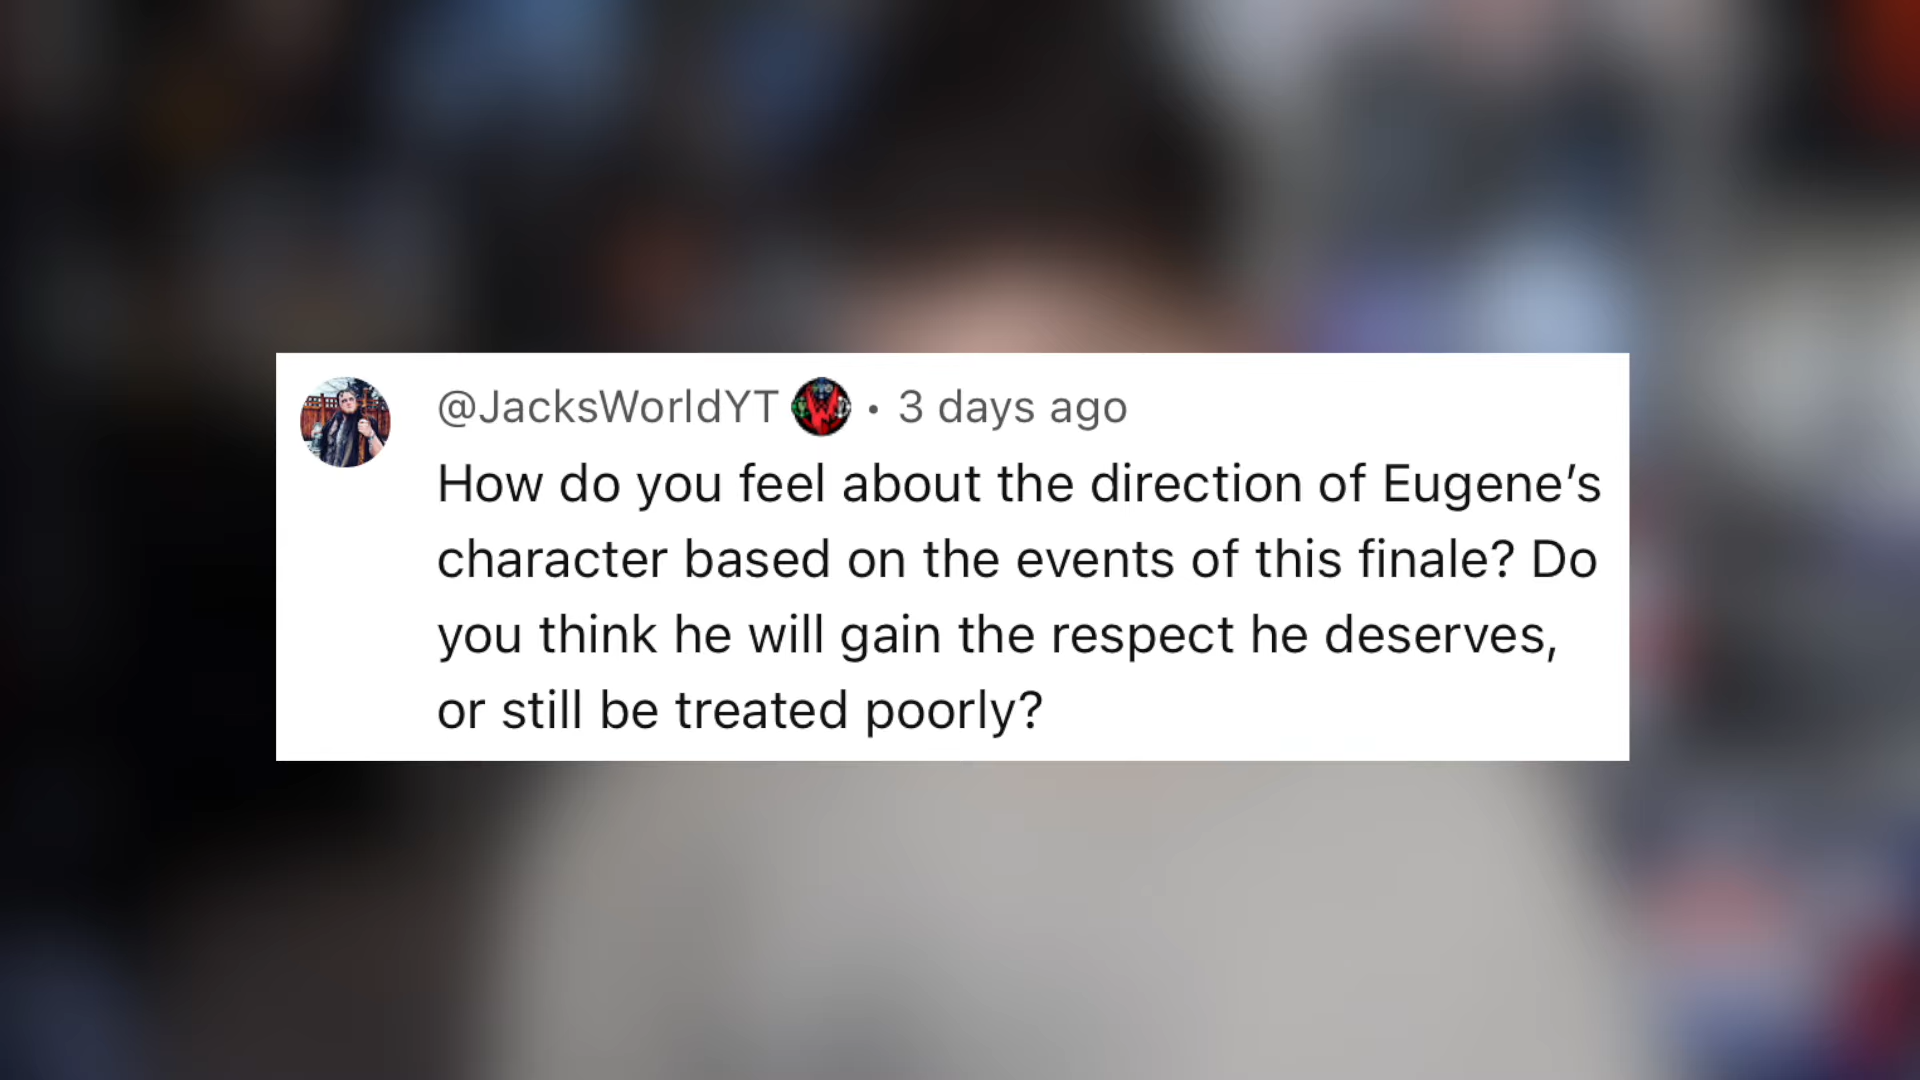 @JacksWorldYT • 3 days ago
How do you feel about the direction of Eugene’s
character based on the events of this finale? Do
you think he will gain the respect he deserves,
or still be treated poorly?